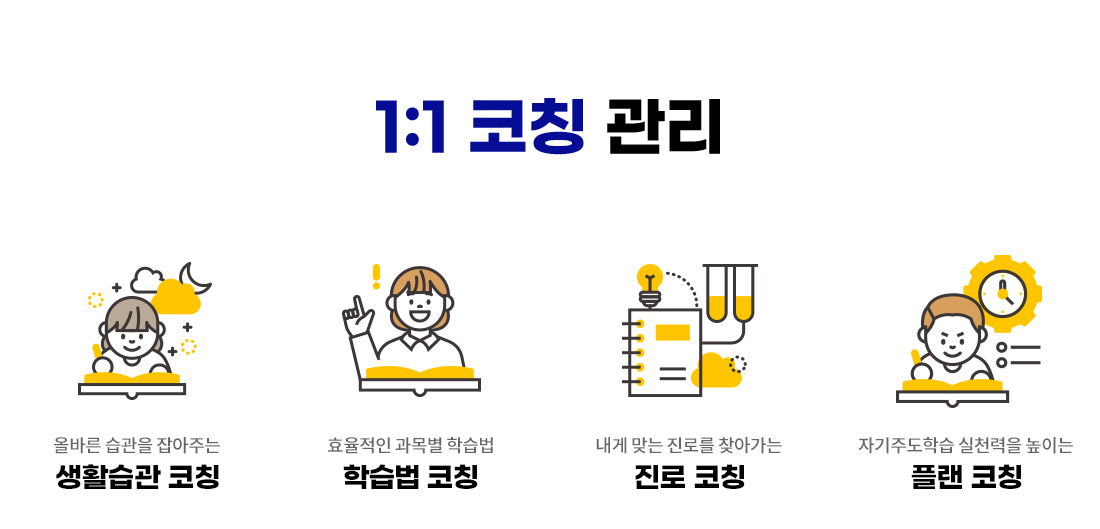 1:1 코칭 관리
올바른 습관을 잡아주는
생활습관 코칭
효율적인 과목별 학습법
학습법 코칭
내게 맞는 진로를 찾아가는
진로 코칭
자기주도학습 실천력을 높이는
플랜 코칭